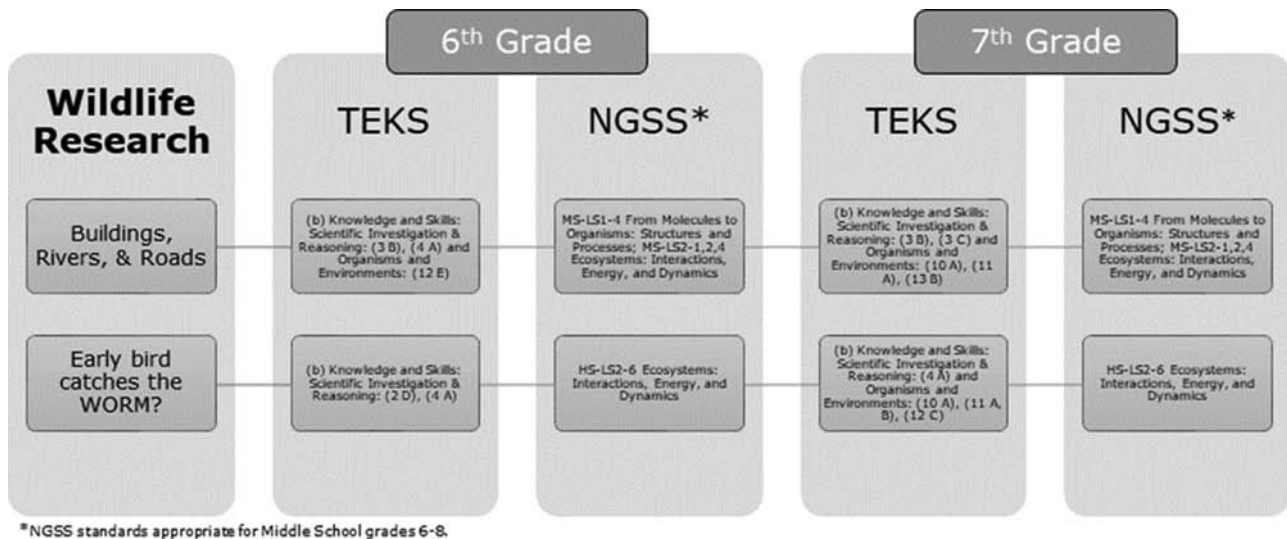 6th Grade
7th Grade
Wildlife
Research
TEKS
NGSS*
TEKS
NGSS*
Buildings,
Rivers, & Roads
(b) Knowledge and Skills:
Scientific Investigation &
Reasoning: (3 B), (4 A) and
Organisms and
Environments: (12 E)
MS-LS1-4 From Molecules to
Organisms: Structures and
Processes; MS-LS2-1,2,4
Ecosystems: Interactions,
Energy, and Dynamics
(b) Knowledge and Skills:
Scientific Investigation &
Reasoning: (3 B), (3 C) and
Organisms and
Environments: (10 A), (11
A), (13 B)
MS-LS1-4 From Molecules to
Organisms: Structures and
Processes; MS-LS2-1,2,4
Ecosystems: Interactions,
Energy, and Dynamics
Early bird
catches the
WORM?
(b) Knowledge and Skills:
Scientific Investigation &
Reasoning: (2 D), (4 A)
HS-LS2-6 Ecosystems:
Interactions, Energy, and
Dynamics
(b) Knowledge and Skills:
Scientific Investigation &
Reasoning: (4 A) and
Organisms and
Environments: (10 A), (11 A,
B), (12 C)
HS-LS2-6 Ecosystems:
Interactions, Energy, and
Dynamics
*NGSS standards appropriate for Middle School grades 6-8.